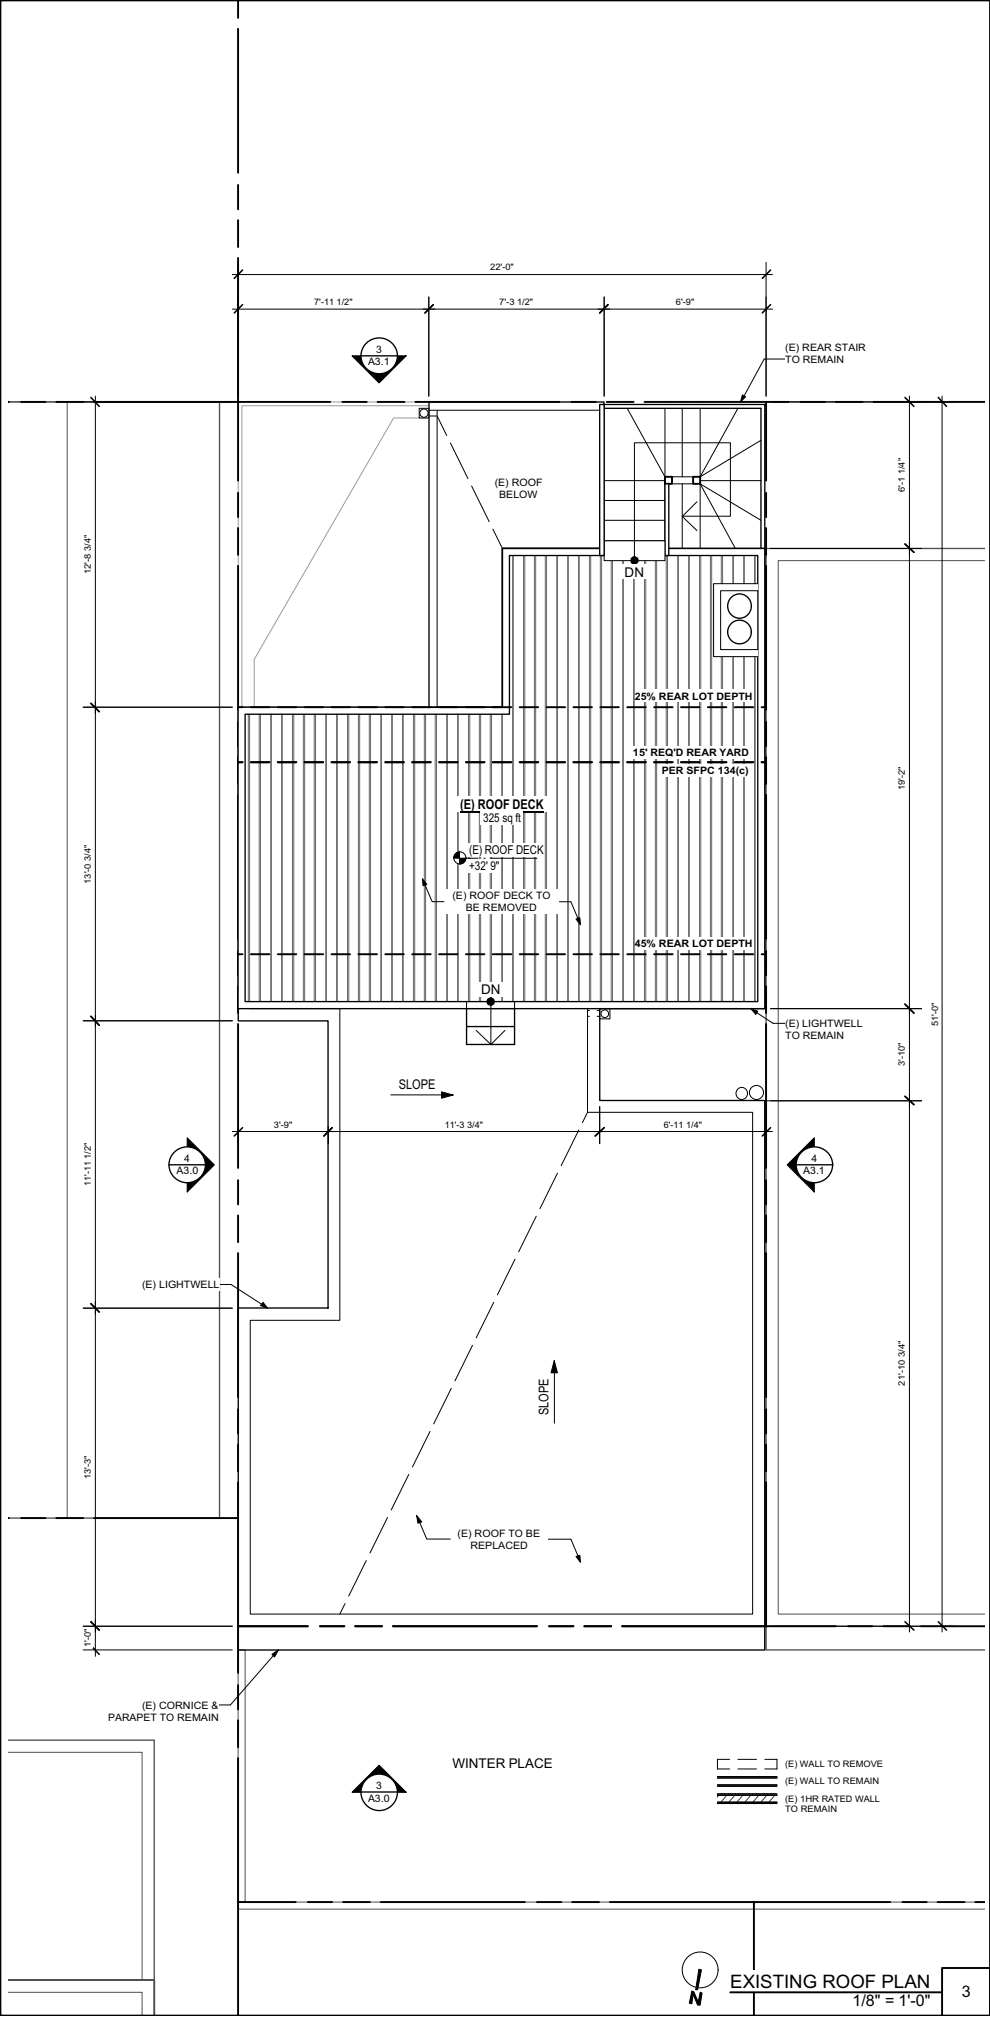 22'-0"
7'-11 1/2"
7'-3 1/2"
6'-9"
3
A3.1
(E) REAR STAIR
TO REMAIN
6'-1 1/4"
(E) ROOF
BELOW
12'-8 3/4"
DN
25% REAR LOT DEPTH
15' REQ'D REAR YARD
PER SFPC 134(c)
19'-2"
(E) ROOF DECK
325 sq ft
(E) ROOF DECK
+32' 9"
13'-0 3/4"
(E) ROOF DECK TO
BE REMOVED
45% REAR LOT DEPTH
DN
51'-0"
(E) LIGHTWELL
TO REMAIN
3'-10"
SLOPE
3'-9"
11'-3 3/4"
6'-11 1/4"
4
A3.0
11'-11 1/2"
4
A3.1
(E) LIGHTWELL
21'-10 3/4"
SLOPE
13'-3"
(E) ROOF TO BE
REPLACED
1'-0"
(E) CORNICE &
PARAPET TO REMAIN
WINTER PLACE
3
A3.0
(E) WALL TO REMOVE
(E) WALL TO REMAIN
(E) 1HR RATED WALL
TO REMAIN
N
EXISTING ROOF PLAN
1/8" = 1'-0"
3